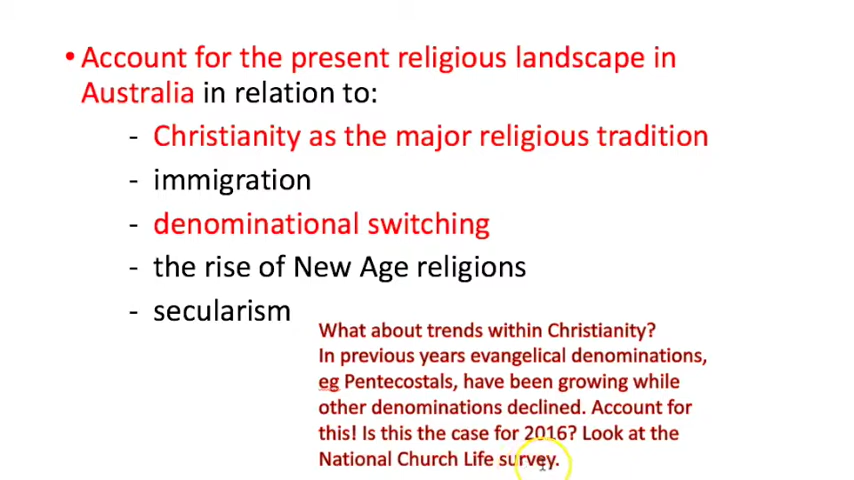 • Account for the present religious landscape in
Australia in relation to:
- Christianity as the major religious tradition
- immigration
- denominational switching
- the rise of New Age religions
- secularism
What about trends within Christianity?
In previous years evangelical denominations,
eg Pentecostals, have been growing while
other denominations declined. Account for
this! Is this the case for 2016? Look at the
National Church Life survey.